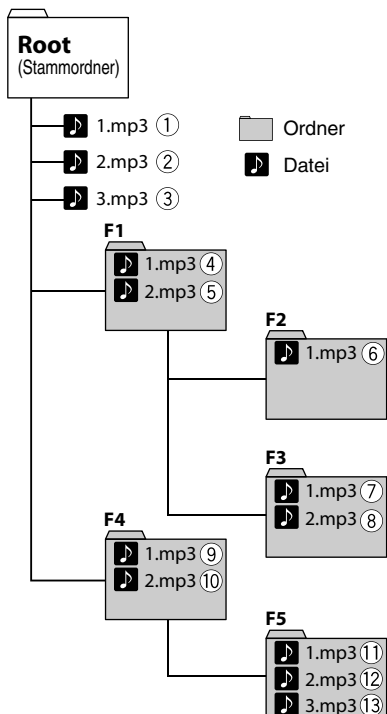 Root
(Stammordner)
1.mp3 ①
2.mp3 ②
3.mp3 ③
Ordner
Datei
F1
1.mp3 ④
2.mp3 ⑤
F2
1.mp3 ⑥
F3
1.mp3 ⑦
2.mp3 ⑧
F4
1.mp3 ⑨
2.mp3 ⑩
F5
1.mp3 ⑪
2.mp3 ⑫
3.mp3 ⑬